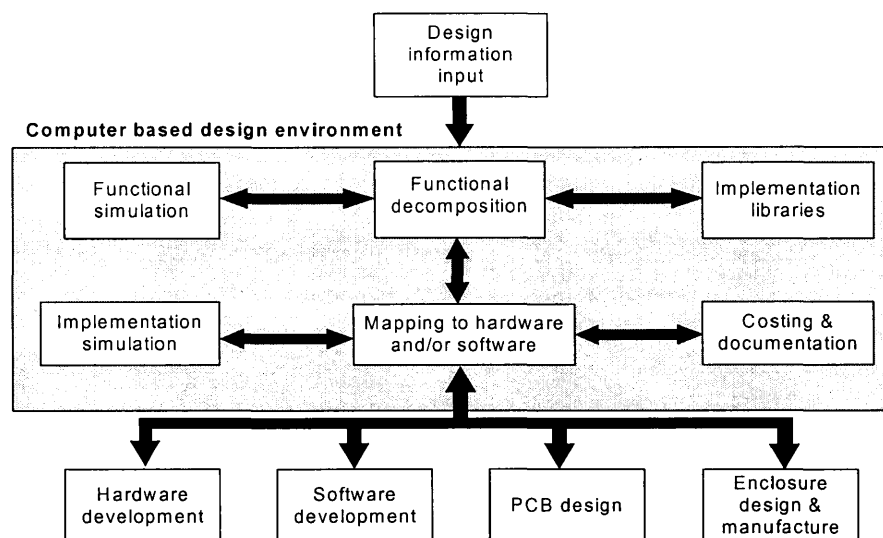 Design
information
input
Computer based design environment
Functional
simulation
Functional
decomposition
Implementation
libraries
Implementation
simulation
Mapping to hardware
and/or software
Costing &
documentation
Hardware
development
Software
development
PCB design
Enclosure
design &
manufacture